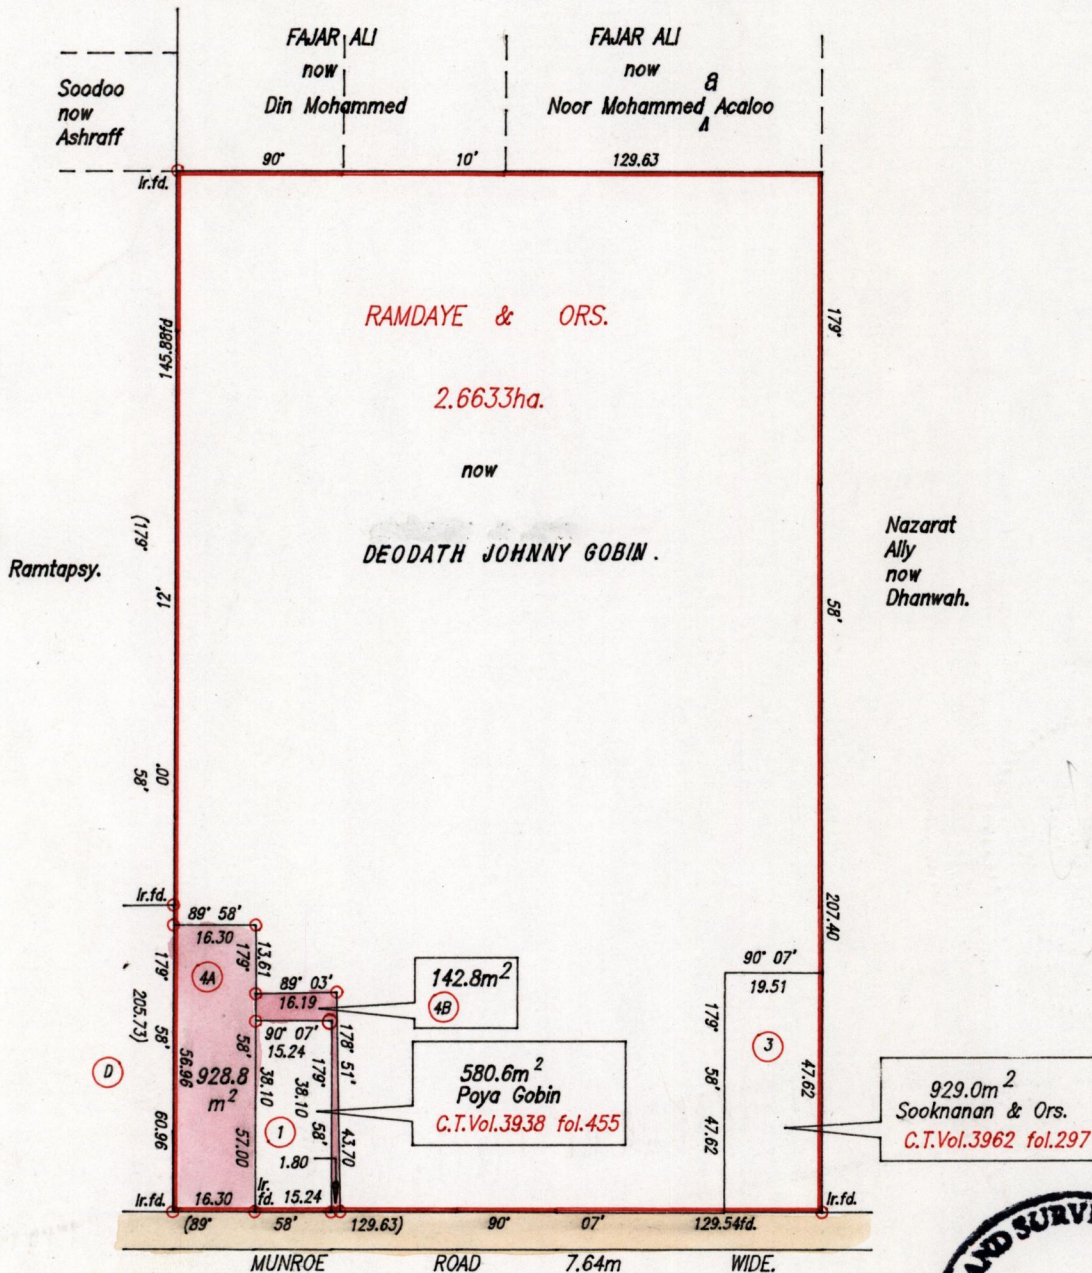 FAJAR ALI
now
Din Mohammed
FAJAR ALI
now
&
Noor Mohammed Acaloo
Soodoo
now
Ashraff
90° 10' 129.63
Ir.fd.
RAMDAYE & ORS.
2.6633ha.
now
DEODATH JOHNNY GOBIN.
145.88fd
(179°
12'
.00
58'
205.73)
Ramtapsy.
179°
58'
207.40
Nazarat
Ally
now
Dhanwah.
Ir.fd.
89° 58'
16.30
4A
179°
13.61
89° 03'
16.19
142.8m²
4B
90° 07'
19.51
90° 07'
15.24
179°
58'
56.96
60.96
D
928.8
m²
58'
57.00
38.10
1
38.10
179°
58'
178° 51'
43.70
1.80
580.6m²
Poya Gobin
C.T.Vol.3938 fol.455
179°
58'
47.62
3
47.62
929.0m²
Sooknanan & Ors.
C.T.Vol.3962 fol.297
Ir.fd.
16.30
Ir.
fd.
15.24
Ir.fd.
(89° 58' 129.63) 90° 07' 129.54fd.
MUNROE ROAD 7.64m WIDE.
AND SURVE